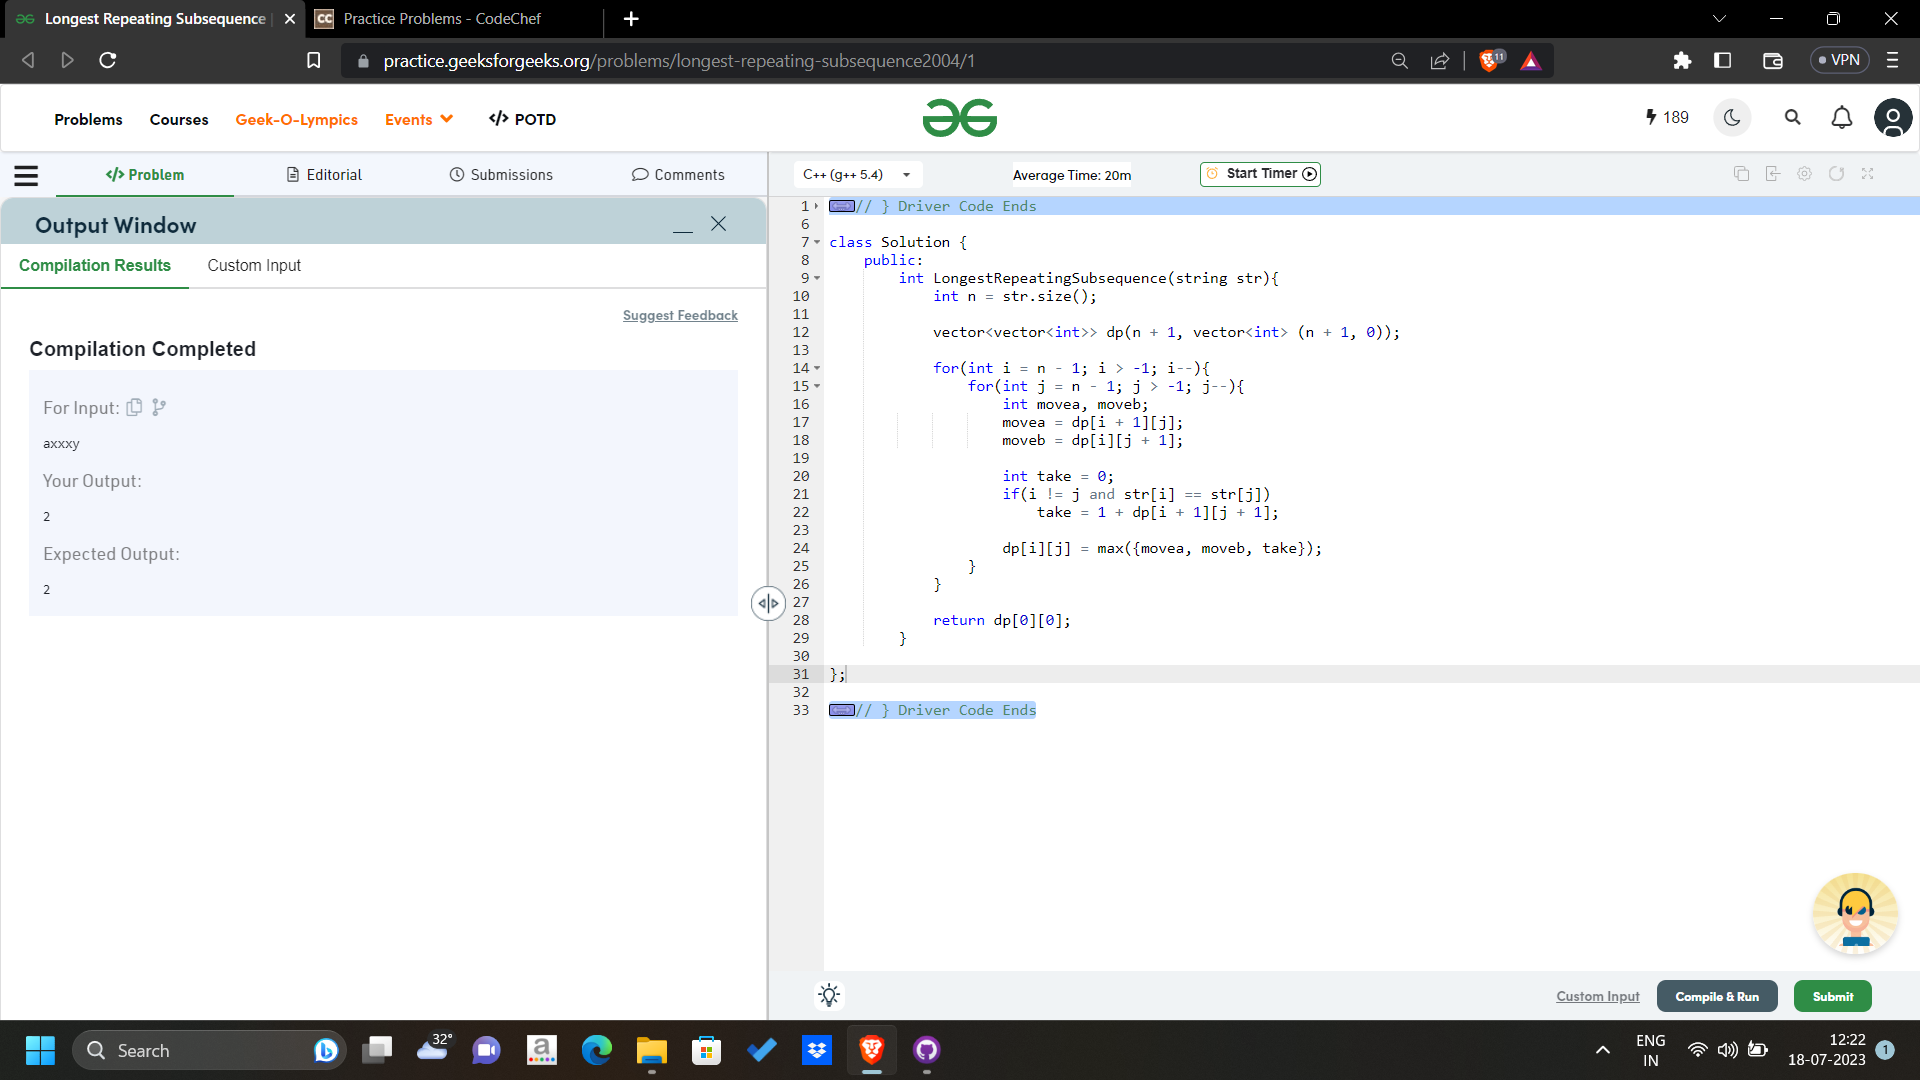 Longest Repeating Subsequence
CC Practice Problems - CodeChef
practice.geeksforgeeks.org/problems/longest-repeating-subsequence2004/1
11
VPN
Problems
Courses
Geek-O-Lympics
Events
</> POTD
189
</> Problem
Editorial
Submissions
Comments
C++ (g++ 5.4)
Average Time: 20m
Start Timer
Output Window
Compilation Results
Custom Input
Suggest Feedback
Compilation Completed
For Input:
axxxy
Your Output:
2
Expected Output:
2
1 // } Driver Code Ends
6
7 class Solution {
8 public:
9 int LongestRepeatingSubsequence(string str){
10 int n = str.size();
11
12 vector<vector<int>> dp(n + 1, vector<int> (n + 1, 0));
13
14 for(int i = n - 1; i > -1; i--){
15 for(int j = n - 1; j > -1; j--){
16 int movea, moveb;
17 movea = dp[i + 1][j];
18 moveb = dp[i][j + 1];
19
20 int take = 0;
21 if(i != j and str[i] == str[j])
22 take = 1 + dp[i + 1][j + 1];
23
24 dp[i][j] = max({movea, moveb, take});
25 }
26 }
27
28 return dp[0][0];
29 }
30
31 };
32
33 // } Driver Code Ends
Custom Input
Compile & Run
Submit
Search
32°
a
ENG
IN
12:22
18-07-2023
1